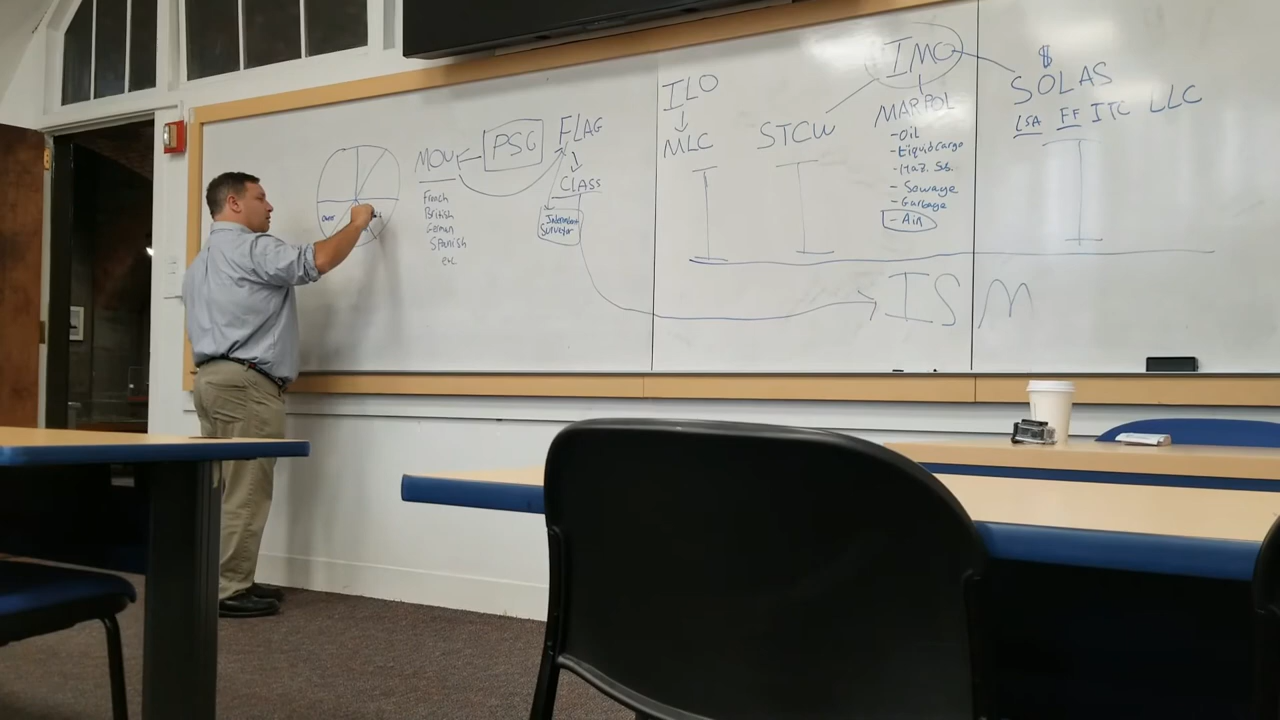 MOU
French
British
German
Spanish
etc
PSC
FLAG
CLASS
Independent
Surveyor
ILO
MLC
STCW
IMO
MARPOL
-Oil
-Liquid cargo
-Haz. Sb.
-Sewage
-Garbage
-Air
$
SOLAS
LSA FF ITC LLC
ISM